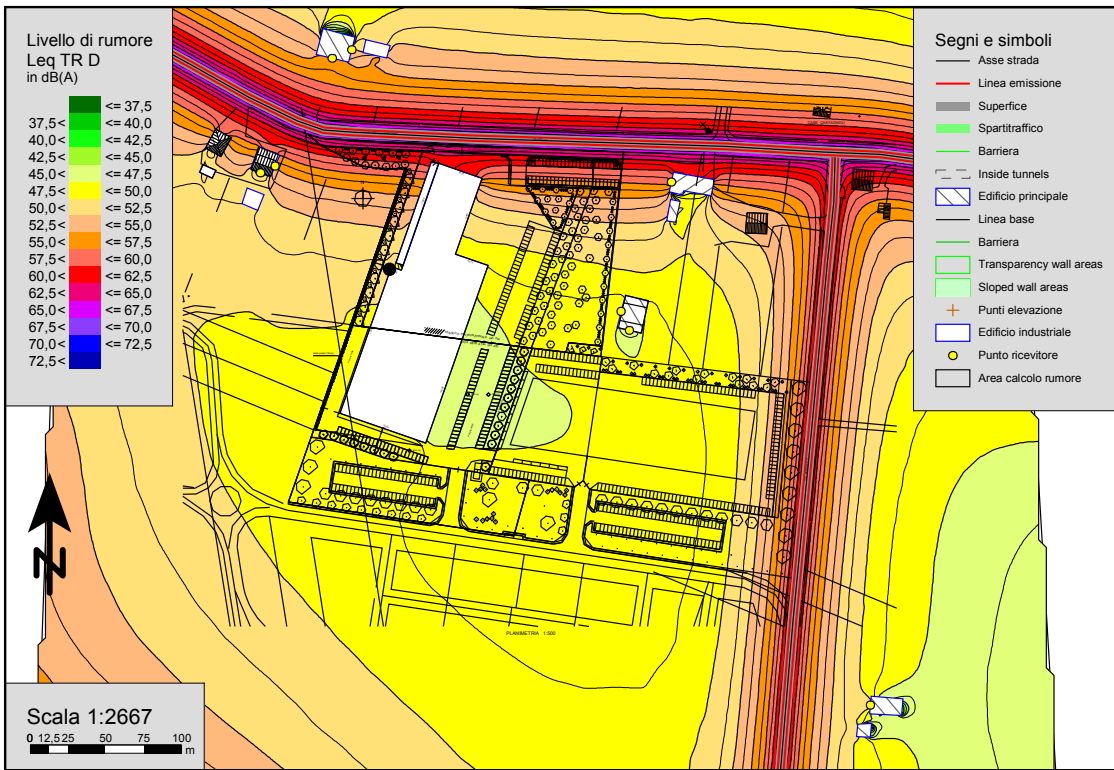 Livello di rumore
Leq TR D
in dB(A)
<= 37,5
37,5< <= 40,0
40,0< <= 42,5
42,5< <= 45,0
45,0< <= 47,5
47,5< <= 50,0
50,0< <= 52,5
52,5< <= 55,0
55,0< <= 57,5
57,5< <= 60,0
60,0< <= 62,5
62,5< <= 65,0
65,0< <= 67,5
67,5< <= 70,0
70,0< <= 72,5
72,5<
Segni e simboli
Asse strada
Linea emissione
Superfice
Spartitraffico
Barriera
Inside tunnels
Edificio principale
Linea base
Barriera
Transparency wall areas
Sloped wall areas
Punti elevazione
Edificio industriale
Punto ricevitore
Area calcolo rumore
PLANIMETRIA 1:500
N
Scala 1:2667
0 12,525 50 75 100
m